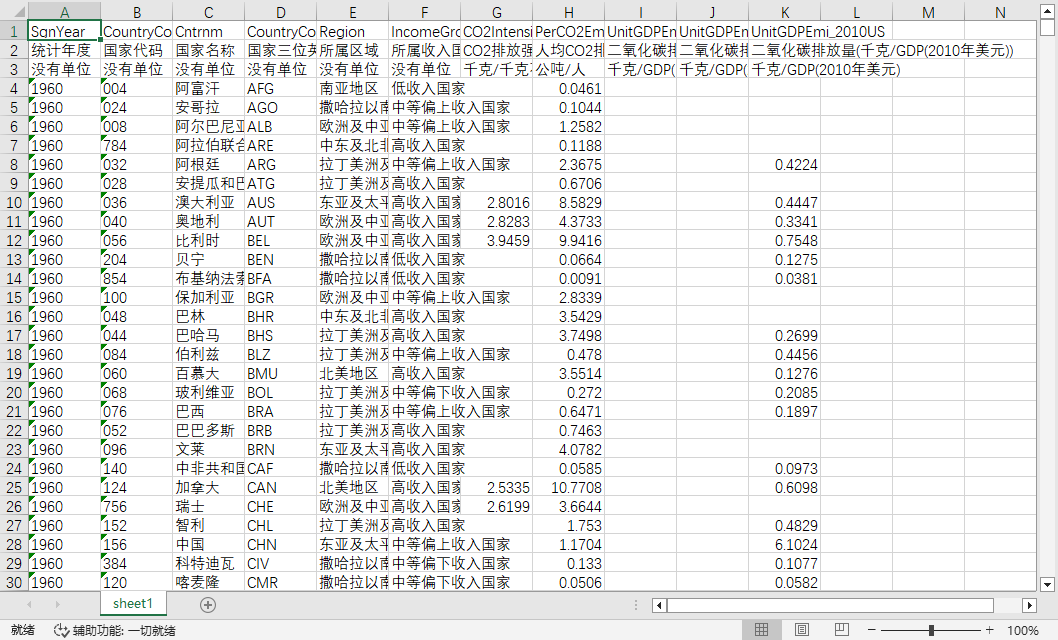 A B C D E F G H I J K L M N
1 SgnYear CountryCo Cntrnm CountryCo Region IncomeGro CO2Intensi PerCO2Em UnitGDPEn UnitGDPEn UnitGDPEmi_2010US
2 统计年度 国家代码 国家名称 国家三位英 所属区域 所属收入国 CO2排放强 人均CO2排 二氧化碳排 二氧化碳排 二氧化碳排放量(千克/GDP(2010年美元))
3 没有单位 没有单位 没有单位 没有单位 没有单位 没有单位 千克/千克 公吨/人 千克/GDP( 千克/GDP( 千克/GDP(2010年美元)
4 1960 004 阿富汗 AFG 南亚地区 低收入国家 0.0461
5 1960 024 安哥拉 AGO 撒哈拉以南 中等偏上收入国家 0.1044
6 1960 008 阿尔巴尼亚 ALB 欧洲及中亚 中等偏上收入国家 1.2582
7 1960 784 阿拉伯联合 ARE 中东及北非 高收入国家 0.1188
8 1960 032 阿根廷 ARG 拉丁美洲及 中等偏上收入国家 2.3675 0.4224
9 1960 028 安提瓜和巴 ATG 拉丁美洲及 高收入国家 0.6706
10 1960 036 澳大利亚 AUS 东亚及太平 高收入国家 2.8016 8.5829 0.4447
11 1960 040 奥地利 AUT 欧洲及中亚 高收入国家 2.8283 4.3733 0.3341
12 1960 056 比利时 BEL 欧洲及中亚 高收入国家 3.9459 9.9416 0.7548
13 1960 204 贝宁 BEN 撒哈拉以南 低收入国家 0.0664 0.1275
14 1960 854 布基纳法索 BFA 撒哈拉以南 低收入国家 0.0091 0.0381
15 1960 100 保加利亚 BGR 欧洲及中亚 中等偏上收入国家 2.8339
16 1960 048 巴林 BHR 中东及北非 高收入国家 3.5429
17 1960 044 巴哈马 BHS 拉丁美洲及 高收入国家 3.7498 0.2699
18 1960 084 伯利兹 BLZ 拉丁美洲及 中等偏上收入国家 0.478 0.4456
19 1960 060 百慕大 BMU 北美地区 高收入国家 3.5514 0.1276
20 1960 068 玻利维亚 BOL 拉丁美洲及 中等偏下收入国家 0.272 0.2085
21 1960 076 巴西 BRA 拉丁美洲及 中等偏上收入国家 0.6471 0.1897
22 1960 052 巴巴多斯 BRB 拉丁美洲及 高收入国家 0.7463
23 1960 096 文莱 BRN 东亚及太平 高收入国家 4.0782
24 1960 140 中非共和国 CAF 撒哈拉以南 低收入国家 0.0585 0.0973
25 1960 124 加拿大 CAN 北美地区 高收入国家 2.5335 10.7708 0.6098
26 1960 756 瑞士 CHE 欧洲及中亚 高收入国家 2.6199 3.6644
27 1960 152 智利 CHL 拉丁美洲及 高收入国家 1.753 0.4829
28 1960 156 中国 CHN 东亚及太平 中等偏上收入国家 1.1704 6.1024
29 1960 384 科特迪瓦 CIV 撒哈拉以南 中等偏下收入国家 0.133 0.1077
30 1960 120 喀麦隆 CMR 撒哈拉以南 中等偏下收入国家 0.0506 0.0582
sheet1
就绪 辅助功能: 一切就绪 100%